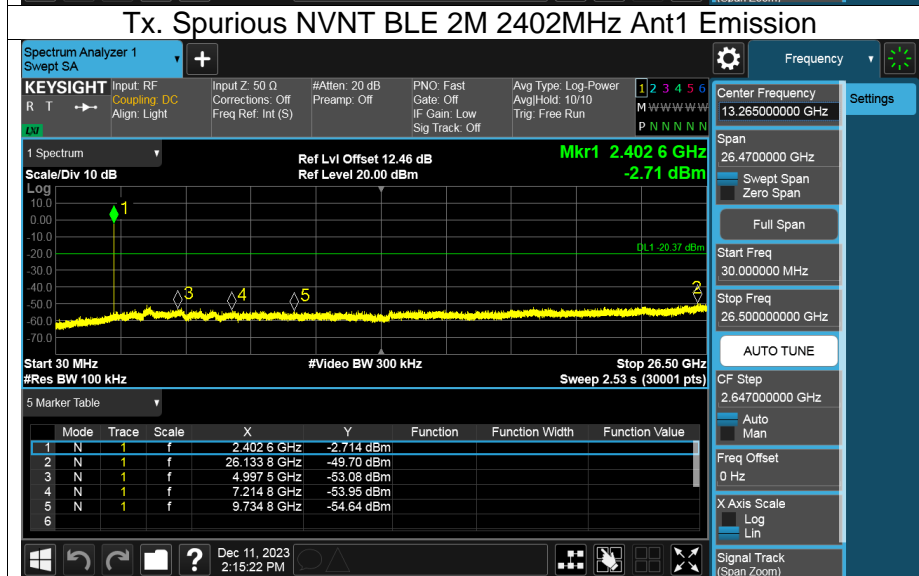 (Span Zoom)
Tx. Spurious NVNT BLE 2M 2402MHz Ant1 Emission
Spectrum Analyzer 1
Swept SA
+
Frequency
KEYSIGHT
R T
LXI
Input: RF
Coupling: DC
Align: Light
Input Z: 50 Ω
Corrections: Off
Freq Ref: Int (S)
#Atten: 20 dB
Preamp: Off
PNO: Fast
Gate: Off
IF Gain: Low
Sig Track: Off
Avg Type: Log-Power
Avg|Hold: 10/10
Trig: Free Run
1 2 3 4 5 6
M W W W W W
P N N N N N
1 Spectrum
Scale/Div 10 dB
Ref Lvl Offset 12.46 dB
Ref Level 20.00 dBm
Mkr1 2.402 6 GHz
-2.71 dBm
Log
10.0
0.00
-10.0
-20.0
-30.0
-40.0
-50.0
-60.0
-70.0
1
3
4
5
2
DL1 -20.37 dBm
Start 30 MHz
#Res BW 100 kHz
#Video BW 300 kHz
Stop 26.50 GHz
Sweep 2.53 s (30001 pts)
5 Marker Table
Mode Trace Scale X Y Function Function Width Function Value
1 N 1 f 2.402 6 GHz -2.714 dBm
2 N 1 f 26.133 8 GHz -49.70 dBm
3 N 1 f 4.997 5 GHz -53.08 dBm
4 N 1 f 7.214 8 GHz -53.95 dBm
5 N 1 f 9.734 8 GHz -54.64 dBm
6
?
Dec 11, 2023
2:15:22 PM
Center Frequency
13.265000000 GHz
Settings
Span
26.4700000 GHz
Swept Span
Zero Span
Full Span
Start Freq
30.000000 MHz
Stop Freq
26.500000000 GHz
AUTO TUNE
CF Step
2.647000000 GHz
Auto
Man
Freq Offset
0 Hz
X Axis Scale
Log
Lin
Signal Track
(Span Zoom)